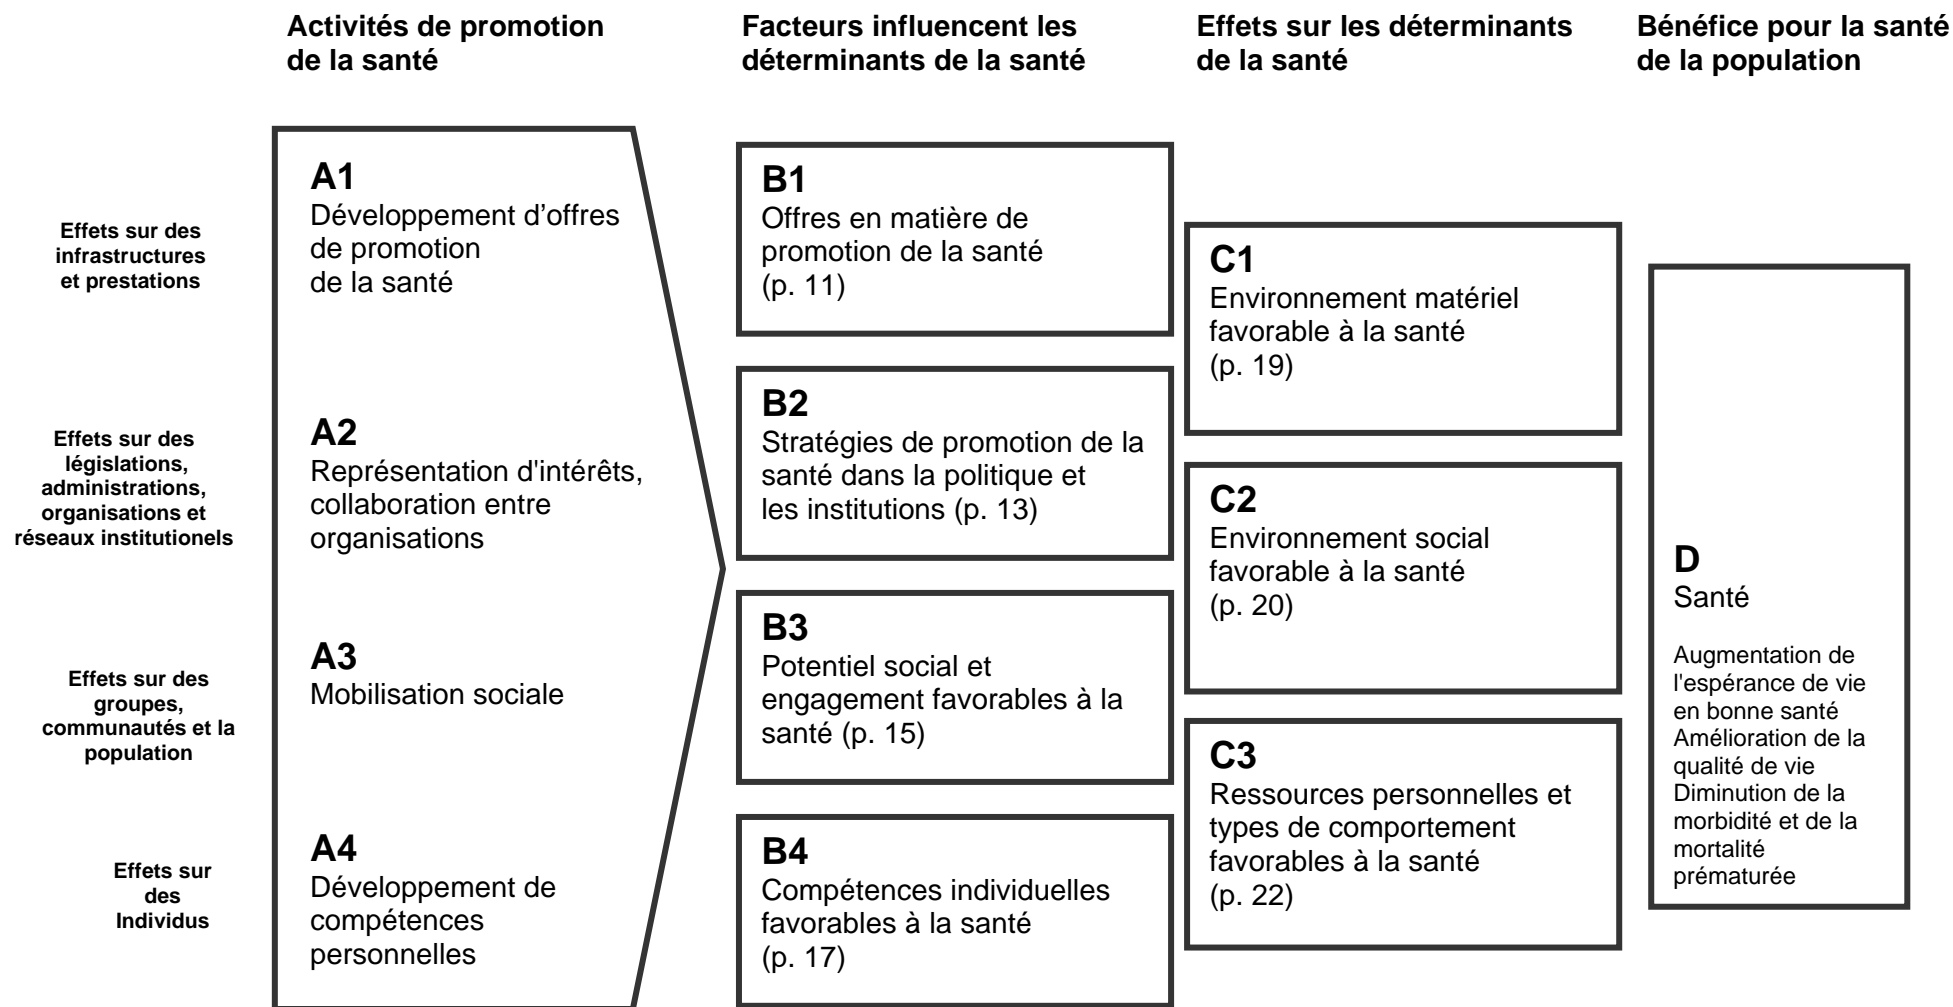 Activités de promotion
de la santé
Facteurs influencent les
déterminants de la santé
Effets sur les déterminants
de la santé
Bénéfice pour la santé
de la population
Effets sur des
infrastructures
et prestations
Effets sur des
législations,
administrations,
organisations et
réseaux institutionels
Effets sur des
groupes,
communautés et la
population
Effets sur
des
Individus
A1
Développement d’offres
de promotion
de la santé
A2
Représentation d'intérêts,
collaboration entre
organisations
A3
Mobilisation sociale
A4
Développement de
compétences
personnelles
B1
Offres en matière de
promotion de la santé
(p. 11)
B2
Stratégies de promotion de la
santé dans la politique et
les institutions (p. 13)
B3
Potentiel social et
engagement favorables à la
santé (p. 15)
B4
Compétences individuelles
favorables à la santé
(p. 17)
C1
Environnement matériel
favorable à la santé
(p. 19)
C2
Environnement social
favorable à la santé
(p. 20)
C3
Ressources personnelles et
types de comportement
favorables à la santé
(p. 22)
D
Santé
Augmentation de
l'espérance de vie
en bonne santé
Amélioration de la
qualité de vie
Diminution de la
morbidité et de la
mortalité
prématurée